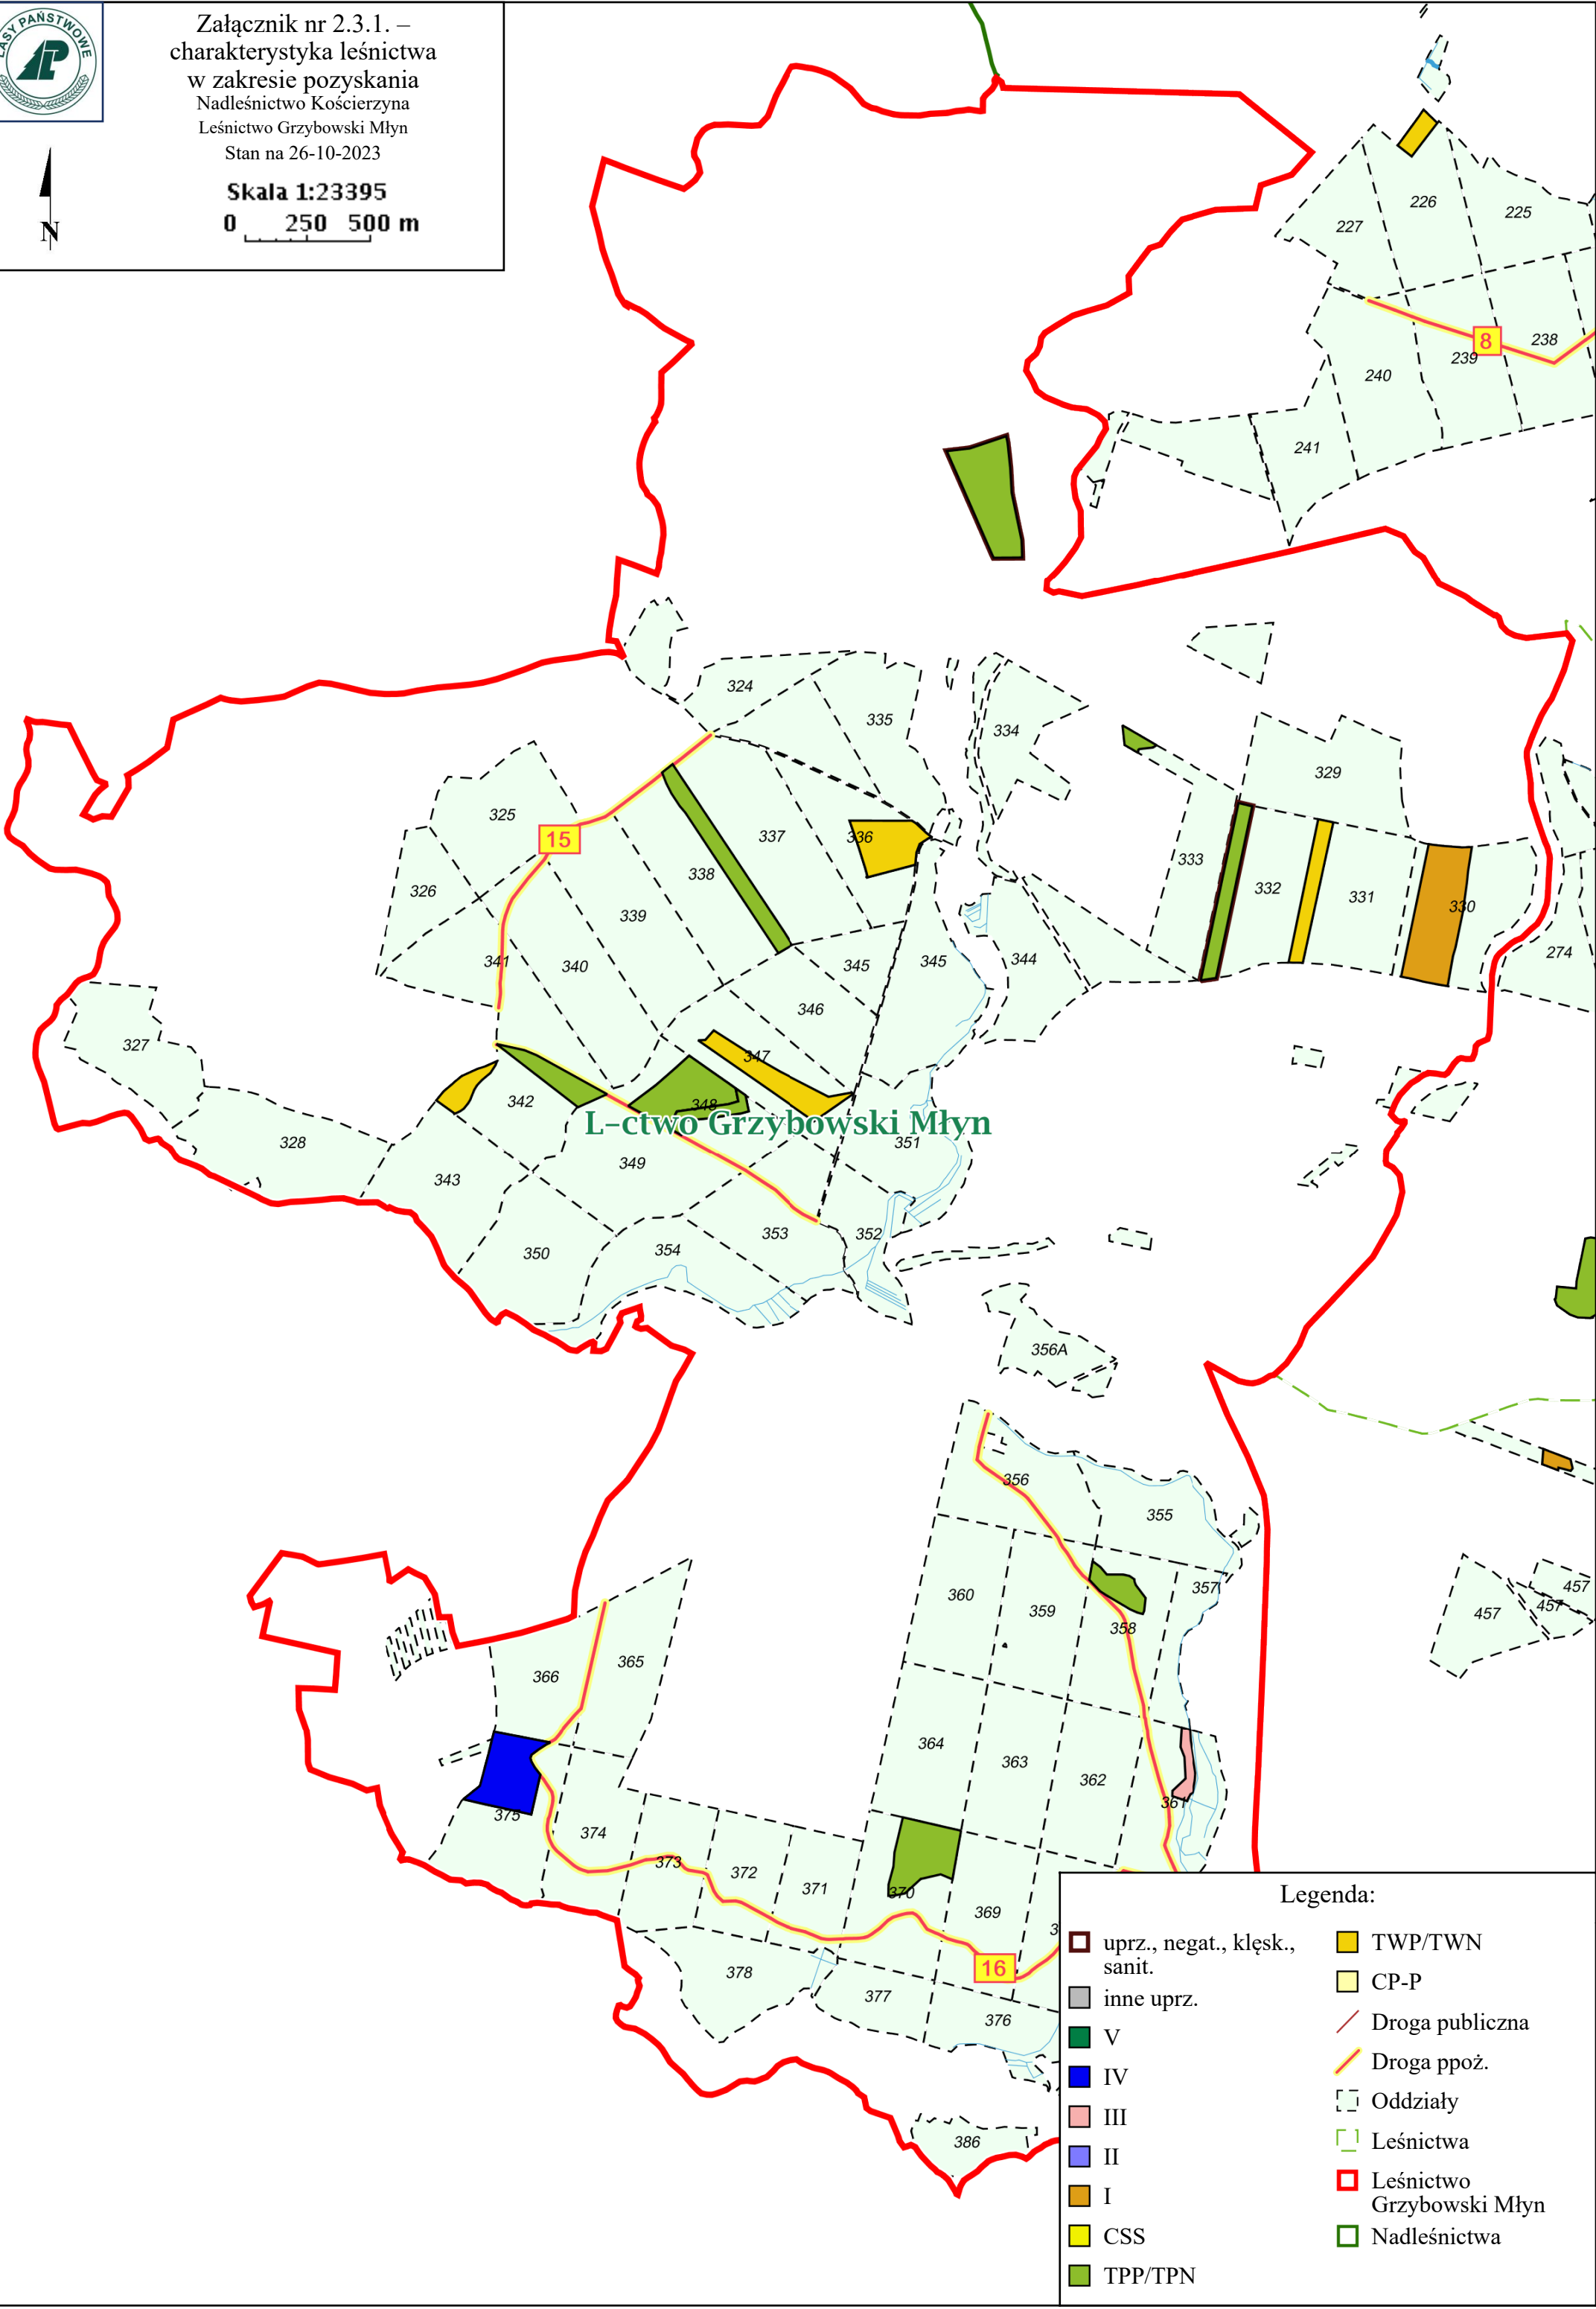 LASY PAŃSTWOWE
Załącznik nr 2.3.1. –
charakterystyka leśnictwa
w zakresie pozyskania
Nadleśnictwo Kościerzyna
Leśnictwo Grzybowski Młyn
Stan na 26-10-2023
Skala 1:23395
0 250 500 m
N
226
225
227
8
238
239
240
241
324
335
334
329
325
15
336
337
326
338
333
332
331
330
339
341
340
345
345
344
274
346
327
347
342
348
L-ctwo Grzybowski Młyn
328
351
349
343
353
352
350
354
356A
356
355
360
359
357
358
457
457
457
366
365
364
363
362
361
375
374
373
372
371
370
369
16
378
377
376
386
Legenda:
uprz., negat., klęsk.,
sanit.
inne uprz.
V
IV
III
II
I
CSS
TPP/TPN
TWP/TWN
CP-P
Droga publiczna
Droga ppoż.
Oddziały
Leśnictwa
Leśnictwo
Grzybowski Młyn
Nadleśnictwa